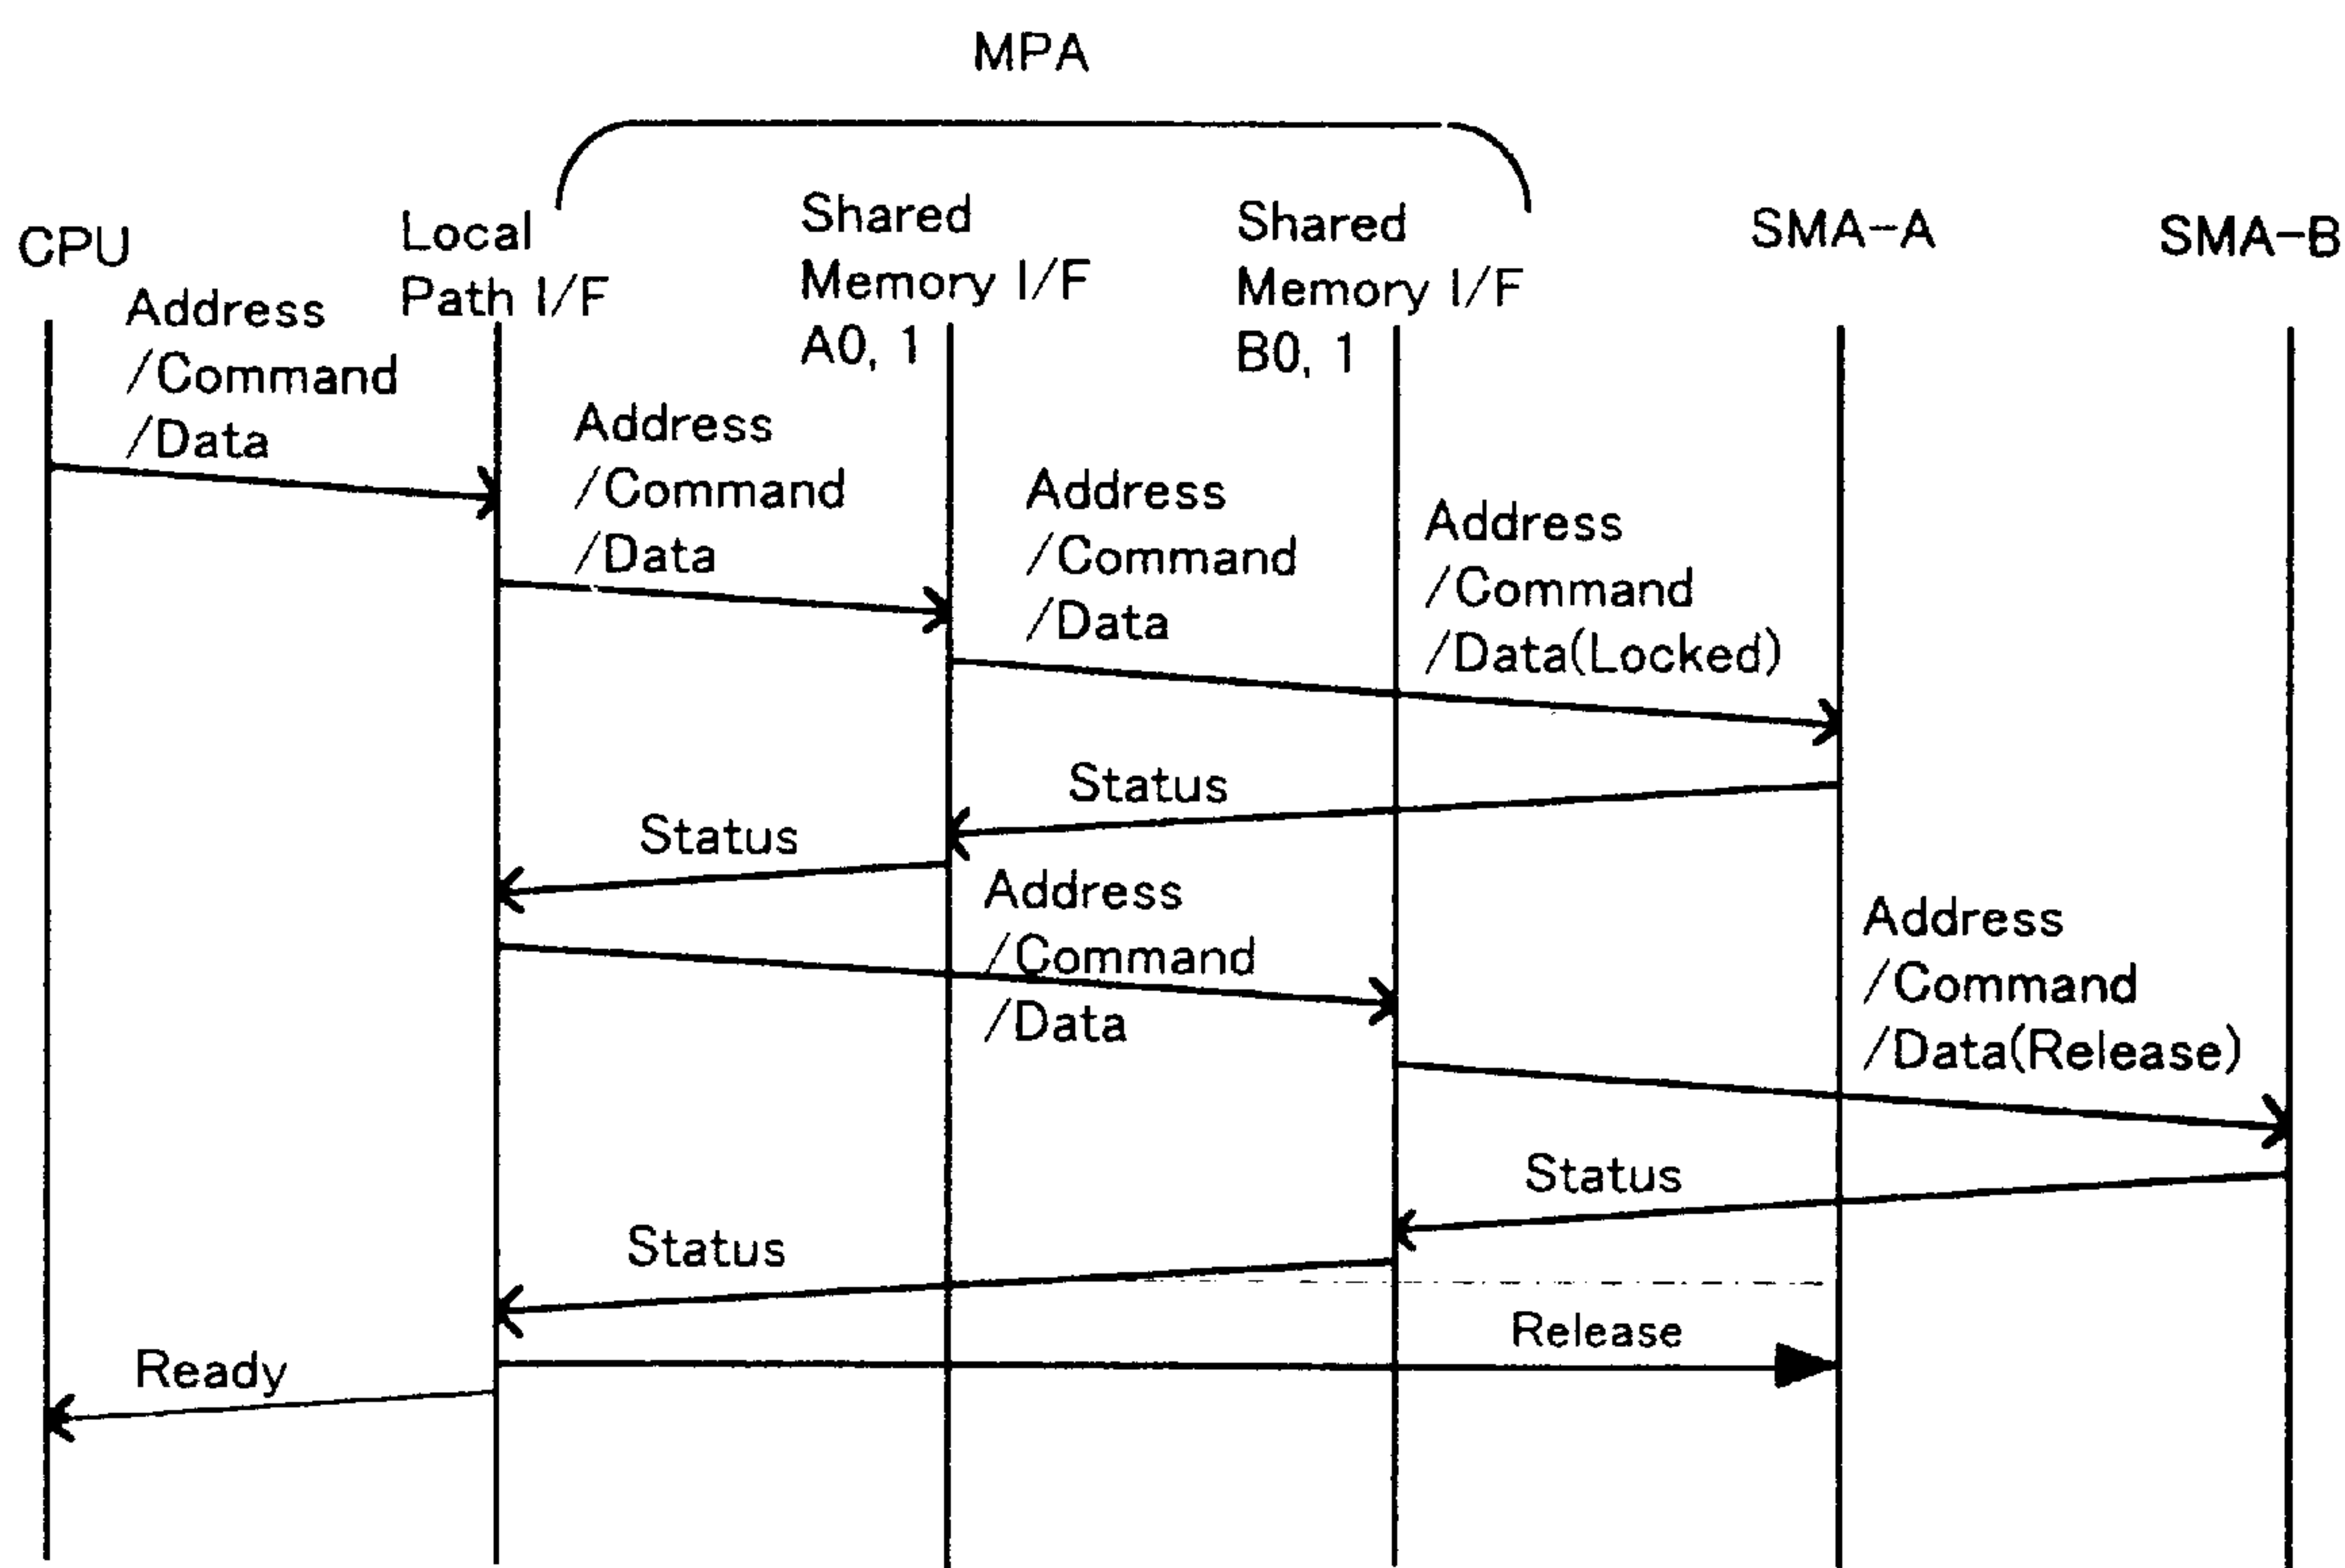 MPA
CPU
Local
Path I/F
Shared
Memory I/F
A0, 1
Shared
Memory I/F
B0, 1
SMA-A
SMA-B
Address
/Command
/Data
Address
/Command
/Data
Address
/Command
/Data
Address
/Command
/Data(Locked)
Status
Status
Address
/Command
/Data
Address
/Command
/Data(Release)
Status
Status
Release
Ready